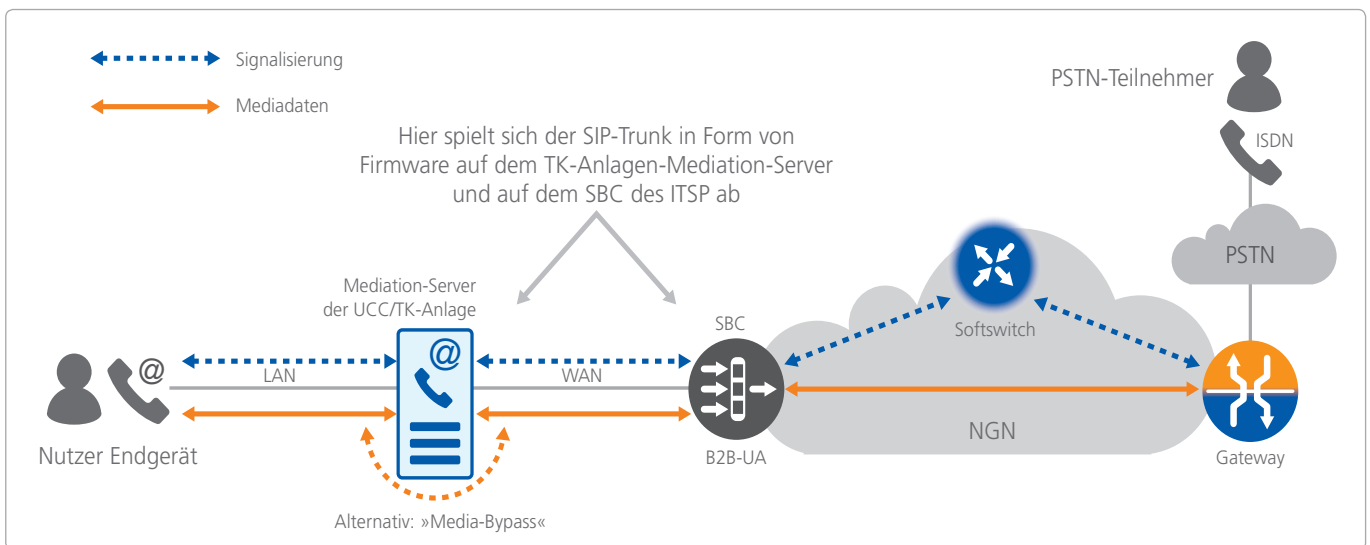 Signalisierung
Mediadaten
PSTN-Teilnehmer
ISDN
Hier spielt sich der SIP-Trunk in Form von
Firmware auf dem TK-Anlagen-Mediation-Server
und auf dem SBC des ITSP ab
PSTN
Mediation-Server
der UCC/TK-Anlage
SBC
Softswitch
@
@
LAN
WAN
NGN
Nutzer Endgerät
B2B-UA
Gateway
Alternativ: »Media-Bypass«